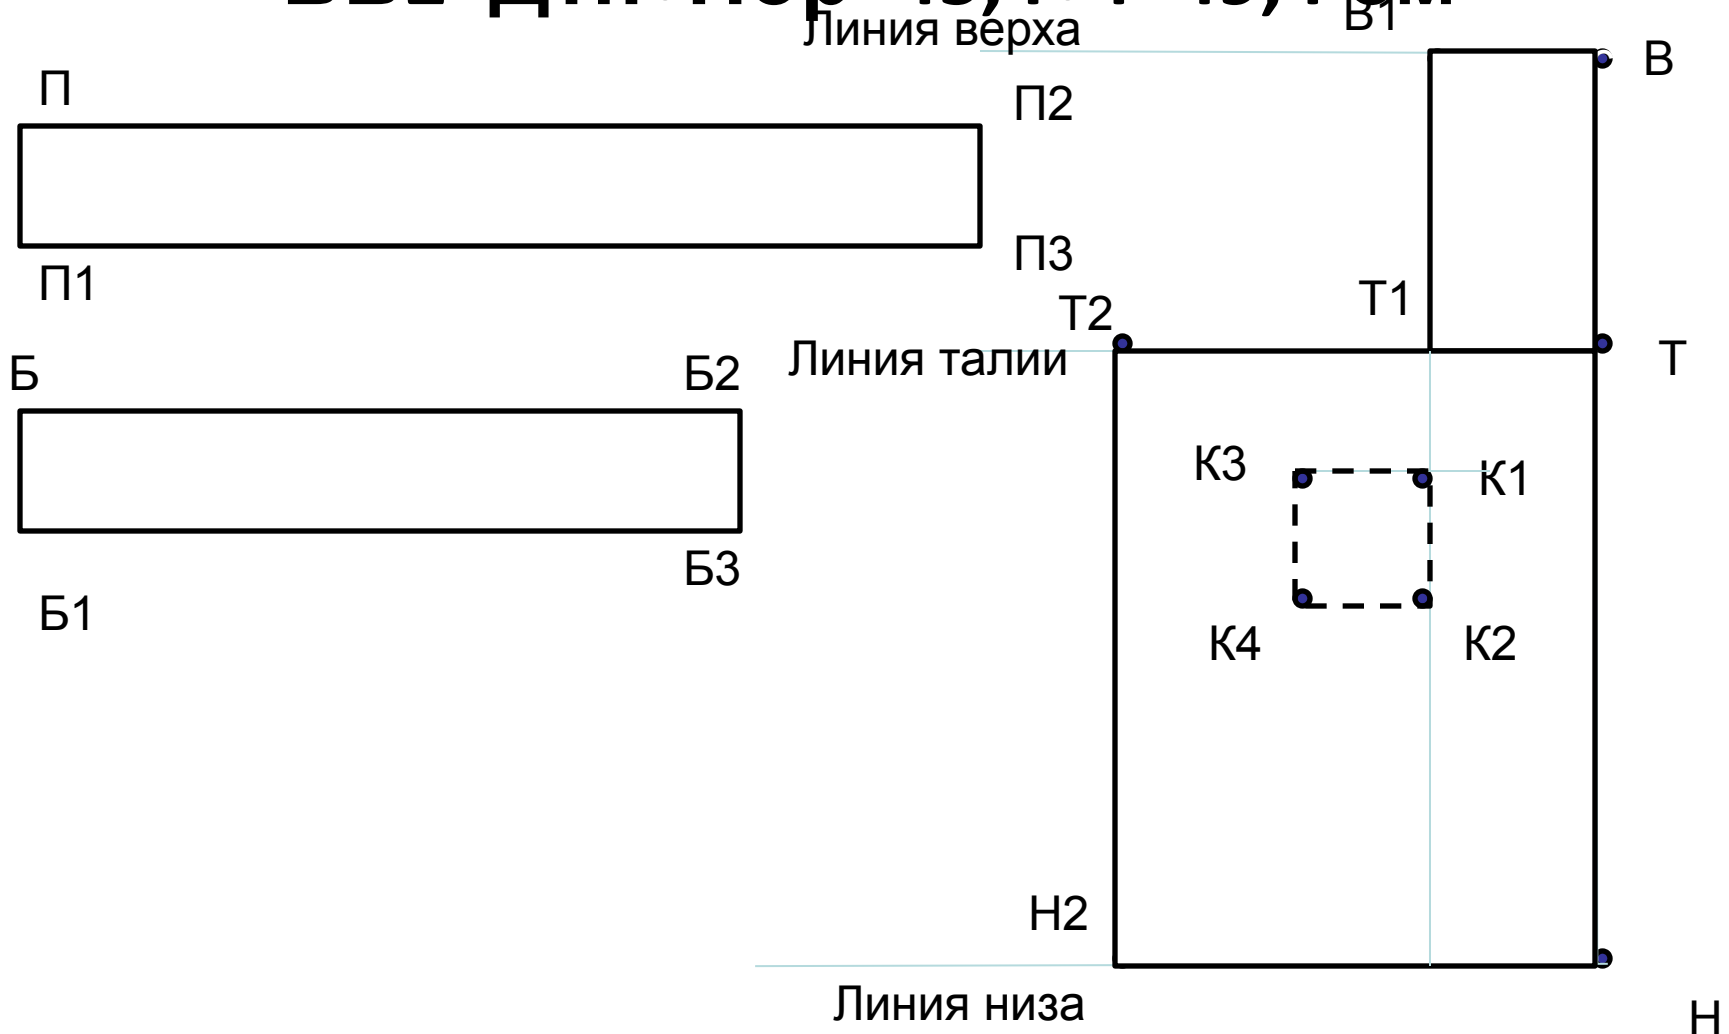 Линия верха
В1
В
П
П2
П1
П3
Т2
Т1
Линия талии
Т
Б
Б2
К3
К1
Б3
Б1
К4
К2
Н2
Линия низа
Н